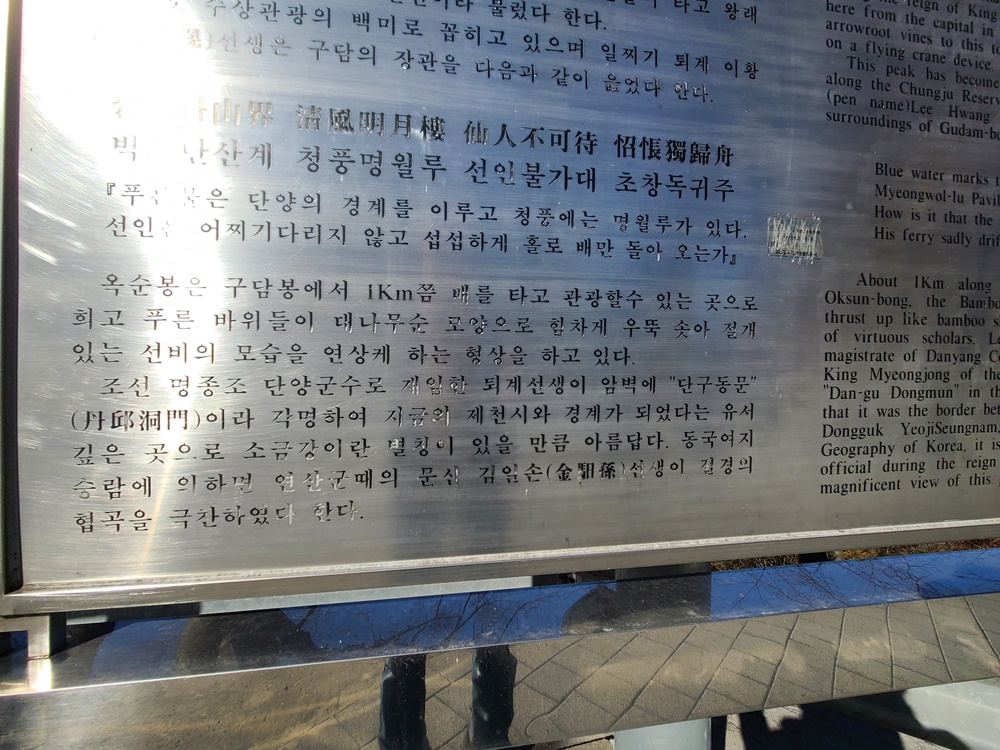 타고 왕래
수상관광의 백미로 꼽히고 있으며 일찌기 퇴계 이황
선생은 구담의 장관을 다음과 같이 읊었다 한다.
山界 淸風明月樓 仙人不可待 怊悵獨歸舟
벽 단산계 청풍명월루 선인불가대 초창독귀주
『푸른 물은 단양의 경계를 이루고 청풍에는 명월루가 있다.
선인은 어찌기다리지 않고 섭섭하게 홀로 배만 돌아 오는가』
옥순봉은 구담봉에서 1Km쯤 배를 타고 관광할수 있는 곳으로
희고 푸른 바위들이 대나무순 모양으로 힘차게 우뚝 솟아 절개
있는 선비의 모습을 연상케 하는 형상을 하고 있다.
조선 명종조 단양군수로 재임한 퇴계선생이 암벽에 "단구동문"
(丹邱洞門)이라 각명하여 지금의 제천시와 경계가 되었다는 유서
깊은 곳으로 소금강이란 별칭이 있을 만큼 아름답다. 동국여지
승람에 의하면 연산군때의 문신 김일손(金馹孫)선생이 절경의
협곡을 극찬하였다 한다.
reign of King
here from the capital in
arrowroot vines to this
on a flying crane device.
This peak has become
along the Chungju Reserv
(pen name)Lee Hwang
surroundings of Gudam-b
Blue water marks t
Myeongwol-lu Pavil
How is it that the
His ferry sadly drif
About 1Km along
Oksun-bong, the Bambo
thrust up like bamboo s
of virtuous scholars. Le
magistrate of Danyang Co
King Myeongjong of the
"Dan-gu Dongmun" in th
that it was the border bet
Dongguk YeojiSeungnam,
Geography of Korea, it is
official during the reign
magnificent view of this